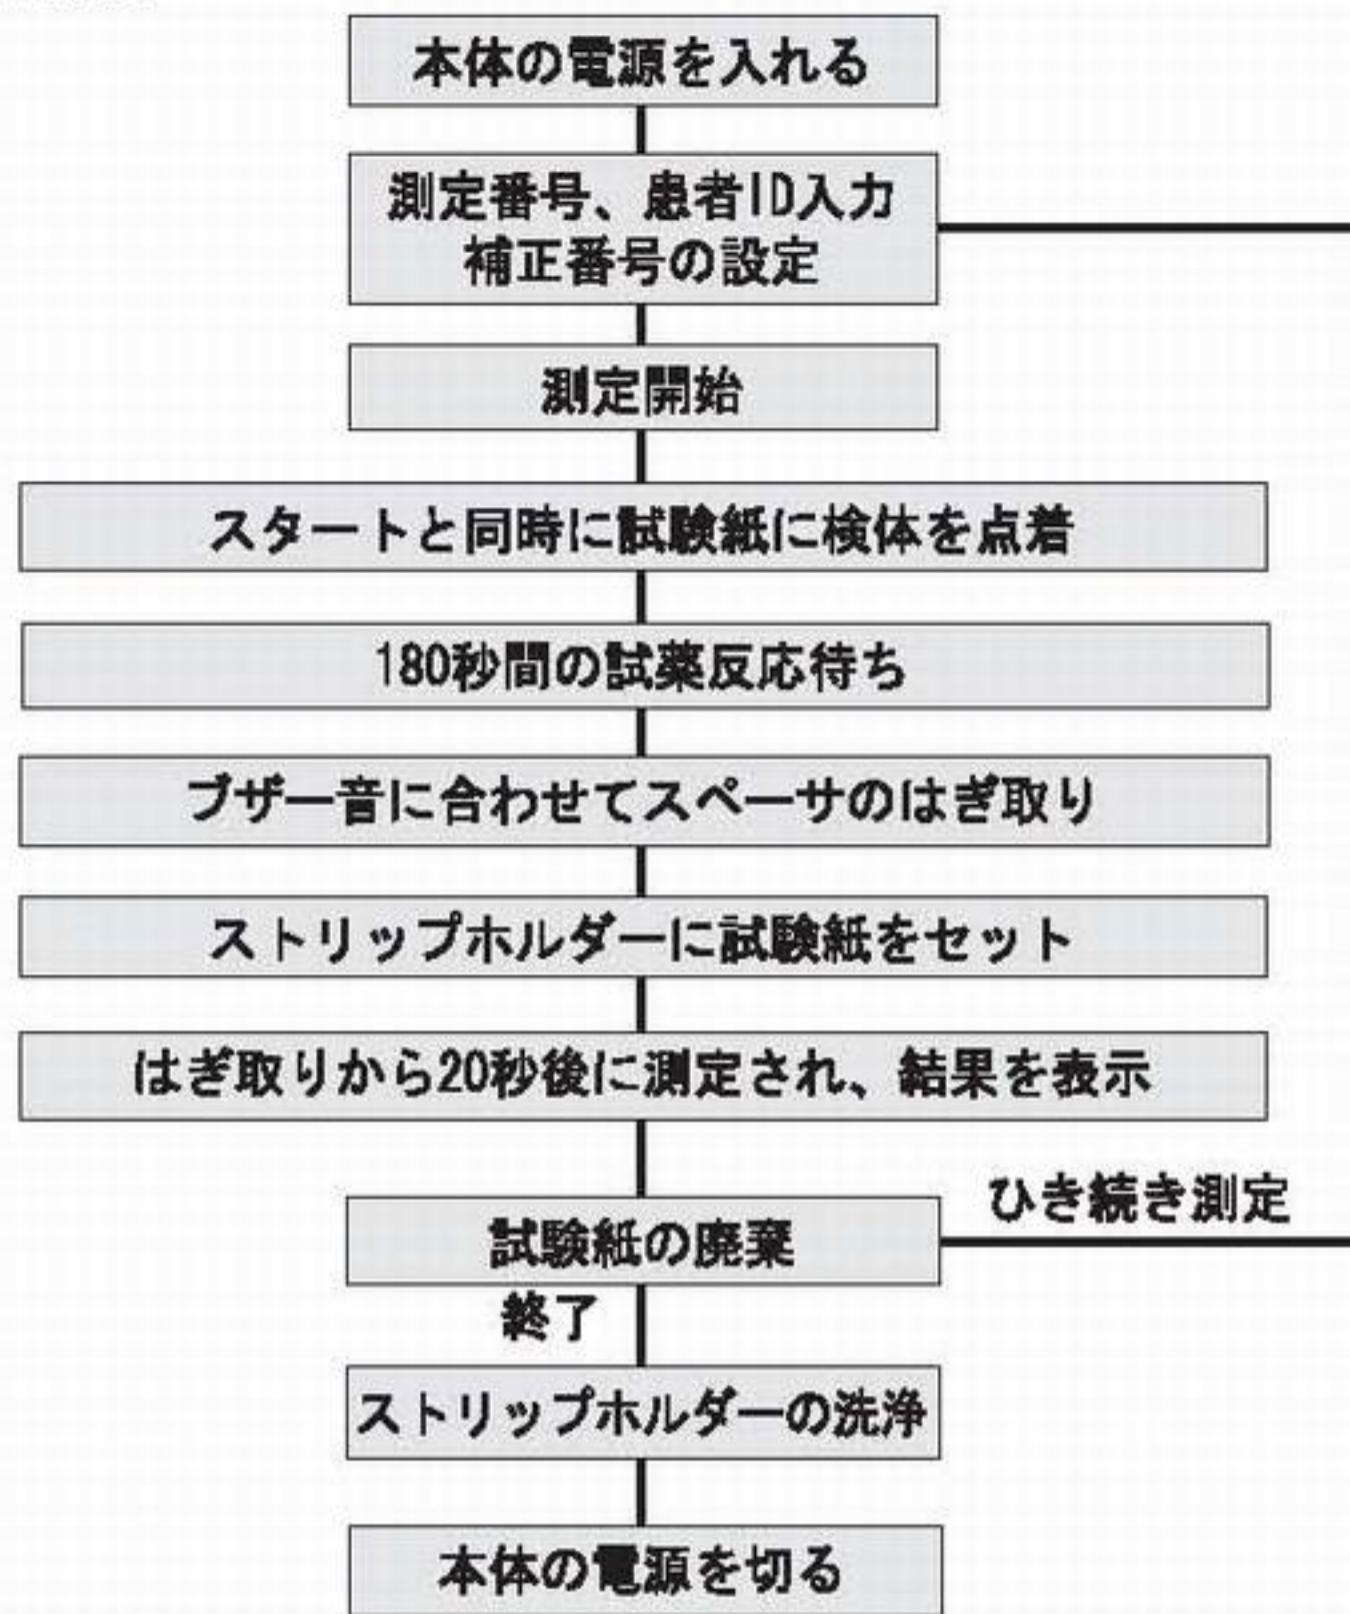 本体の電源を入れる
測定番号、患者ID入力
補正番号の設定
測定開始
スタートと同時に試験紙に検体を点着
180秒間の試薬反応待ち
ブザー音に合わせてスペーサのはぎ取り
ストリップホルダーに試験紙をセット
はぎ取りから20秒後に測定され、結果を表示
ひき続き測定
試験紙の廃棄
終了
ストリップホルダーの洗浄
本体の電源を切る